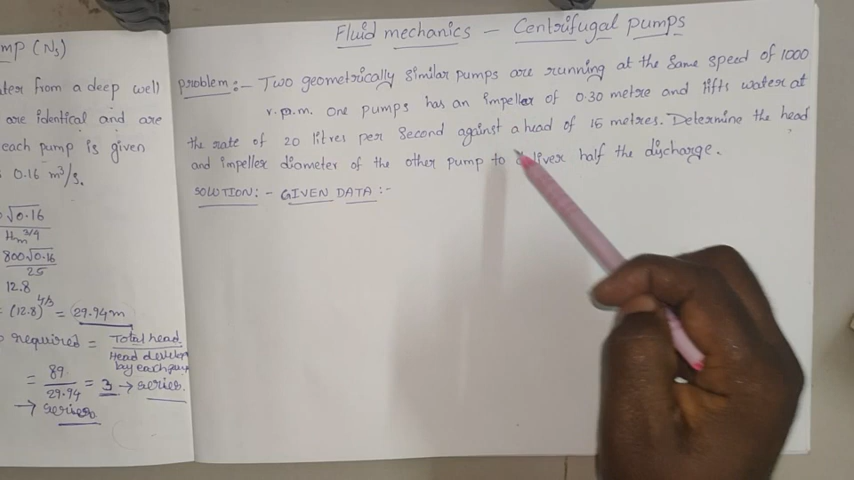 Fluid mechanics - Centrifugal pumps
mp (Ns)
ater from a deep well
are identical and are
each pump is given
0.16 m³/s.
√0.16
Hm^3/4
800√0.16
25
12.8
= (12.8)^4/3 = 29.94m
required = Total head
Head develop
by each pump
= 89/29.94 = 3 → series.
→ series
problem:- Two geometrically similar pumps are running at the same speed of 1000
r.p.m. One pumps has an impeller of 0.30 metre and lifts water at
the rate of 20 litres per second against a head of 15 metres. Determine the head
and impeller diameter of the other pump to deliver half the discharge.
SOLUTION:- GIVEN DATA:-